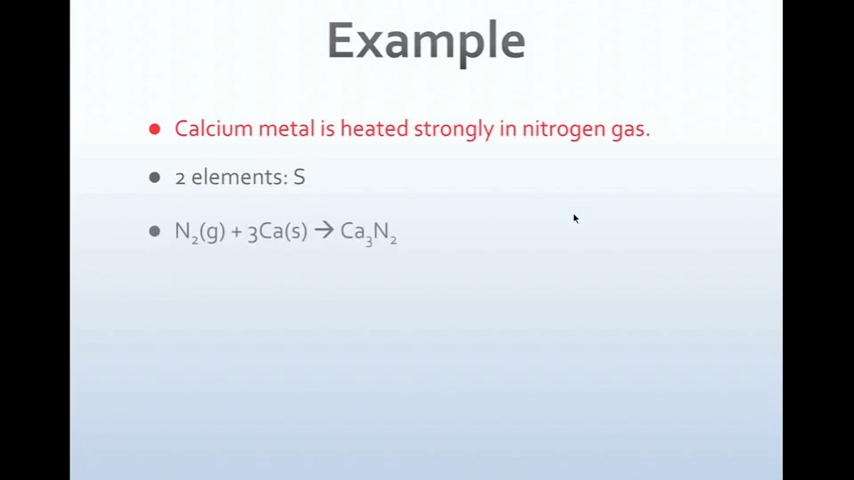 Example
• Calcium metal is heated strongly in nitrogen gas.
• 2 elements: S
• N₂(g) + 3Ca(s) → Ca₃N₂